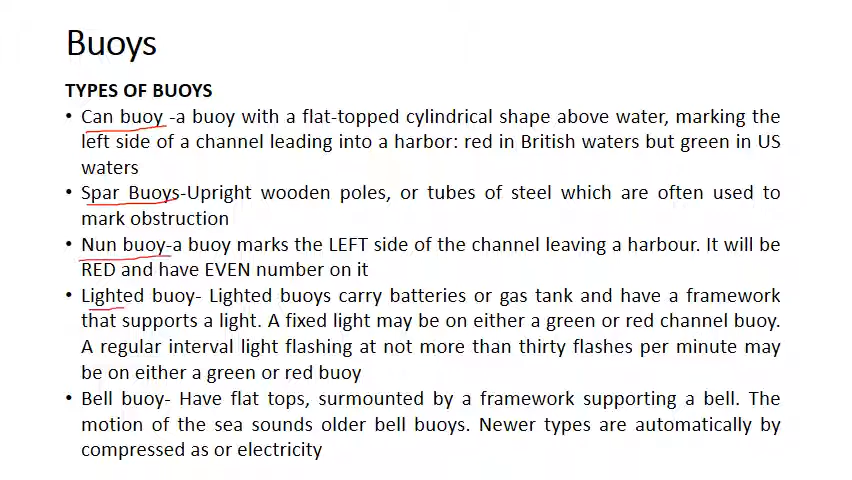 Buoys
TYPES OF BUOYS
• Can buoy -a buoy with a flat-topped cylindrical shape above water, marking the
left side of a channel leading into a harbor: red in British waters but green in US
waters
• Spar Buoys-Upright wooden poles, or tubes of steel which are often used to
mark obstruction
• Nun buoy-a buoy marks the LEFT side of the channel leaving a harbour. It will be
RED and have EVEN number on it
• Lighted buoy- Lighted buoys carry batteries or gas tank and have a framework
that supports a light. A fixed light may be on either a green or red channel buoy.
A regular interval light flashing at not more than thirty flashes per minute may
be on either a green or red buoy
• Bell buoy- Have flat tops, surmounted by a framework supporting a bell. The
motion of the sea sounds older bell buoys. Newer types are automatically by
compressed as or electricity